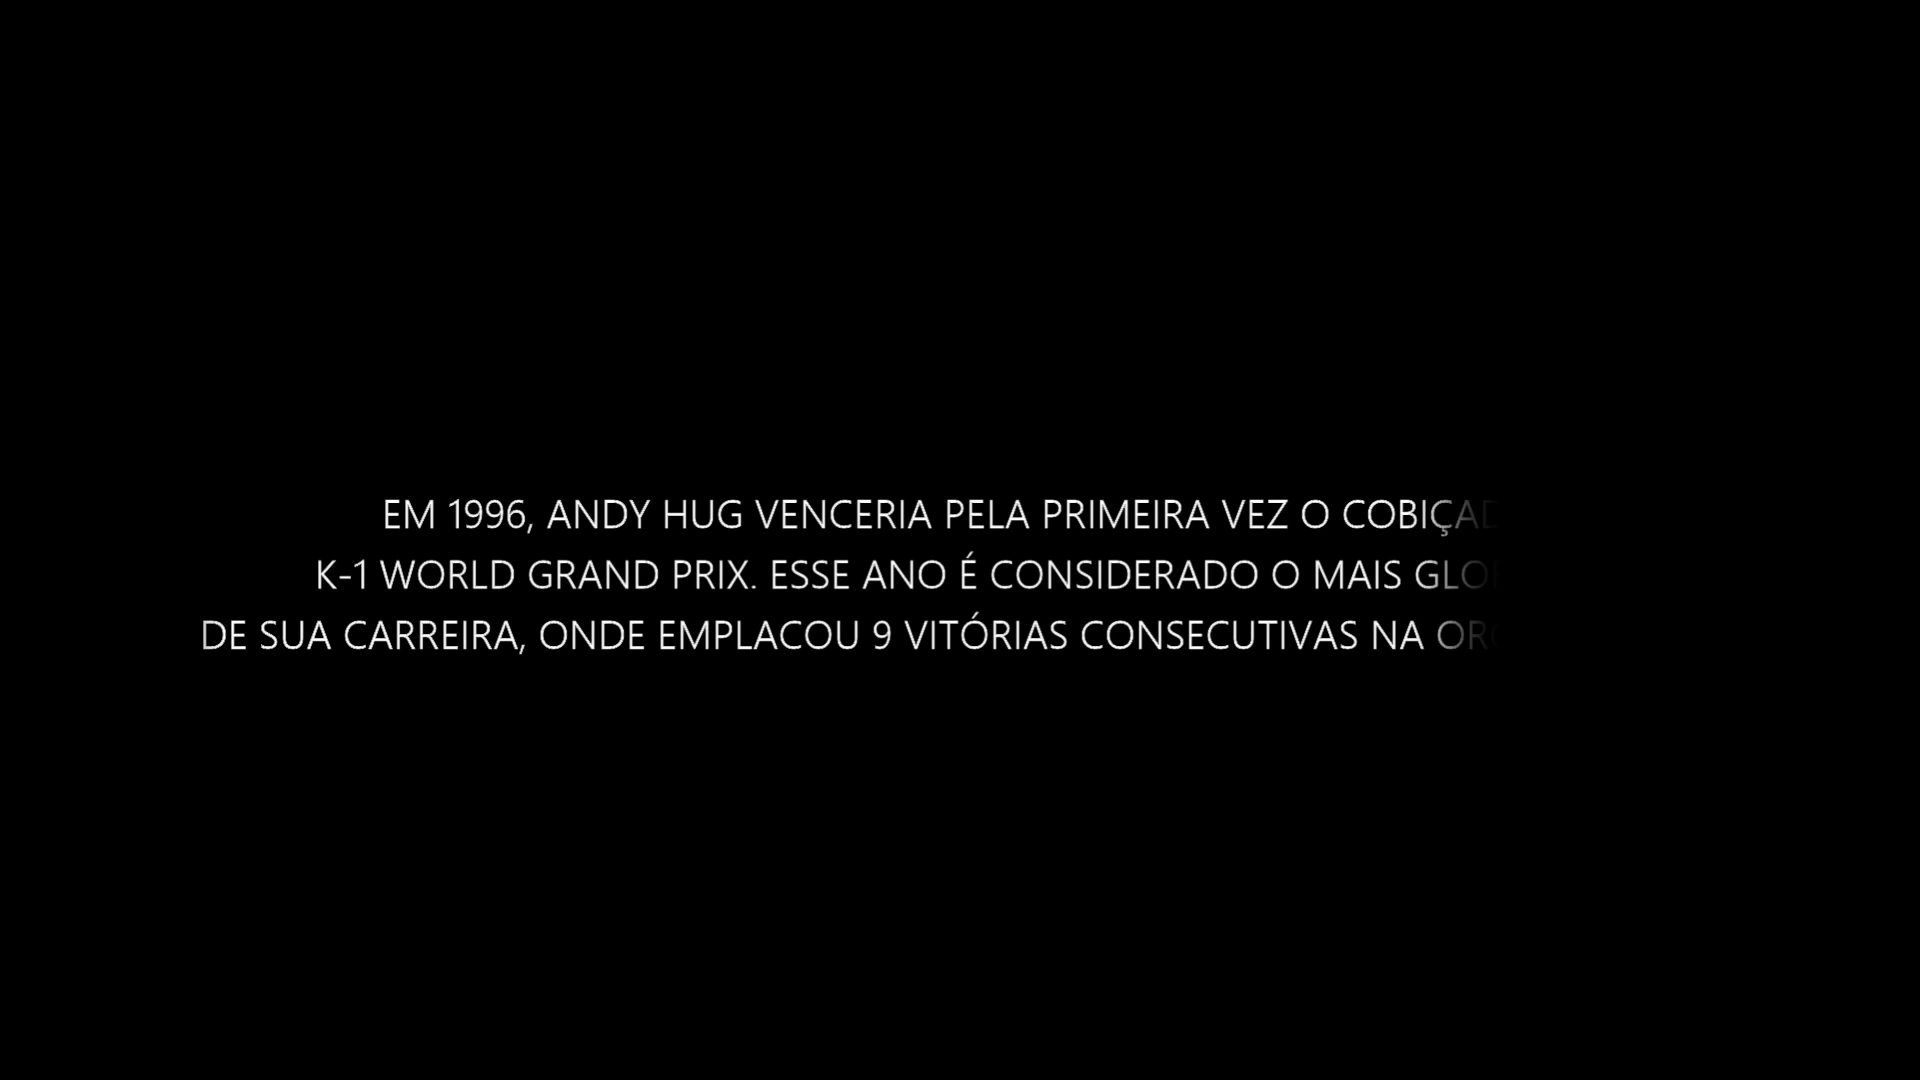 EM 1996, ANDY HUG VENCERIA PELA PRIMEIRA VEZ O
K-1 WORLD GRAND PRIX. ESSE ANO É CONSIDERADO O MAIS
DE SUA CARREIRA, ONDE EMPLACOU 9 VITÓRIAS CONSECUTIVAS NA